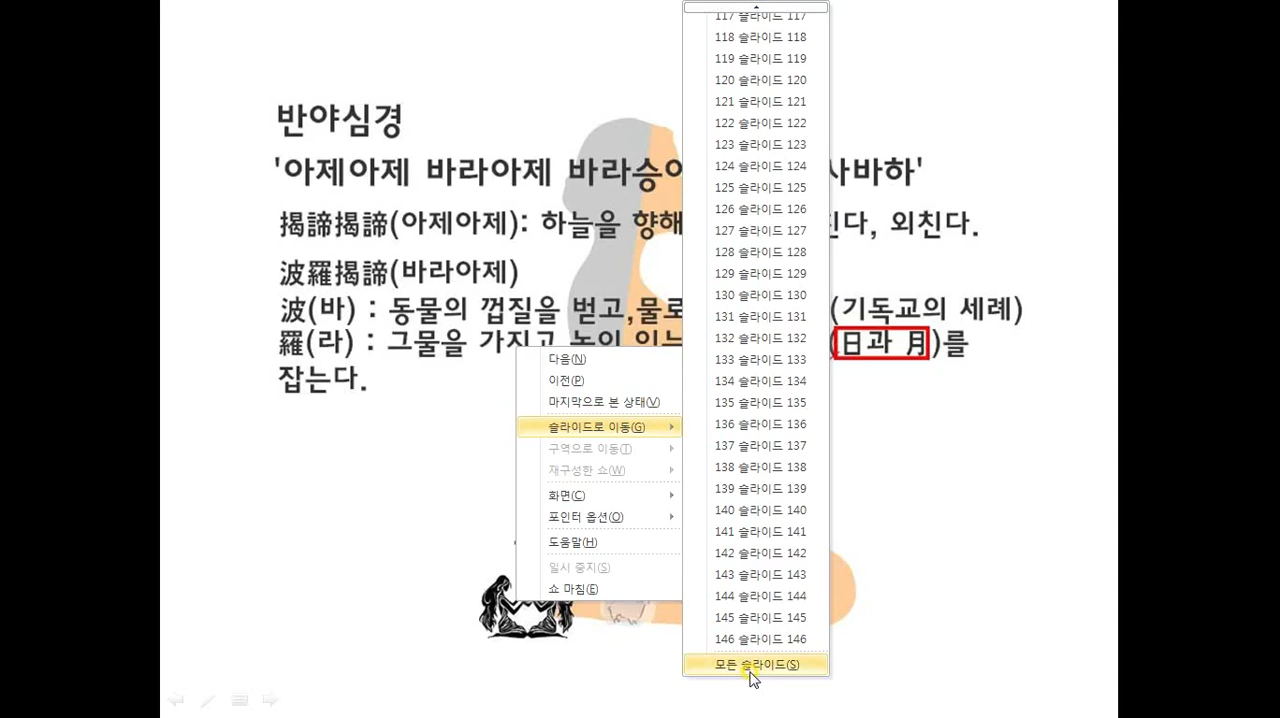 반야심경
'아제아제 바라아제 바라승아 사바하'
揭諦揭諦(아제아제): 하늘을 향해 친다, 외친다.
波羅揭諦(바라아제)
波(바) : 동물의 껍질을 벗고,물로 (기독교의 세례)
羅(라) : 그물을 가지고 (日과 月)를
잡는다.
다음(N)
이전(P)
마지막으로 본 상태(V)
슬라이드로 이동(G)
구역으로 이동(T)
재구성한 쇼(W)
화면(C)
포인터 옵션(O)
도움말(H)
일시 중지(S)
쇼 마침(E)
117 슬라이드 117
118 슬라이드 118
119 슬라이드 119
120 슬라이드 120
121 슬라이드 121
122 슬라이드 122
123 슬라이드 123
124 슬라이드 124
125 슬라이드 125
126 슬라이드 126
127 슬라이드 127
128 슬라이드 128
129 슬라이드 129
130 슬라이드 130
131 슬라이드 131
132 슬라이드 132
133 슬라이드 133
134 슬라이드 134
135 슬라이드 135
136 슬라이드 136
137 슬라이드 137
138 슬라이드 138
139 슬라이드 139
140 슬라이드 140
141 슬라이드 141
142 슬라이드 142
143 슬라이드 143
144 슬라이드 144
145 슬라이드 145
146 슬라이드 146
모든 슬라이드(S)